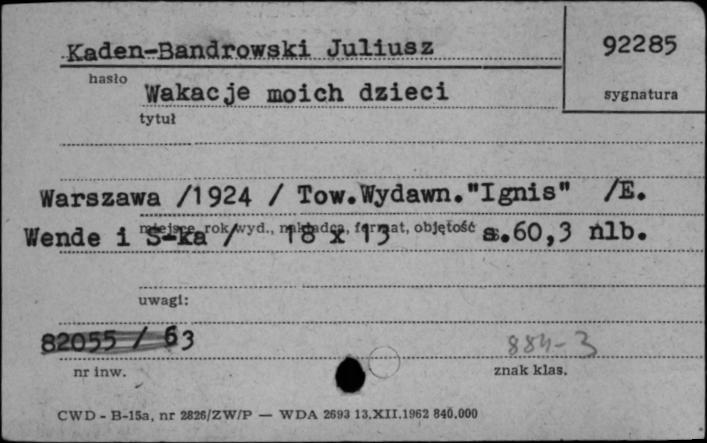 Kaden-Bandrowski Juliusz
92285
hasło
Wakacje moich dzieci
sygnatura
tytuł
Warszawa /1924 / Tow.Wydawn."Ignis" /E.
Wende i S-ka / 18 x 13 s.60,3 nlb.
miejsce, rok wyd., nakładca, format, objętość
uwagi:
82055 / 63
884-3
nr inw.
znak klas.
CWD - B-15a, nr 2826/ZW/P — WDA 2693 13.XII.1962 840.000